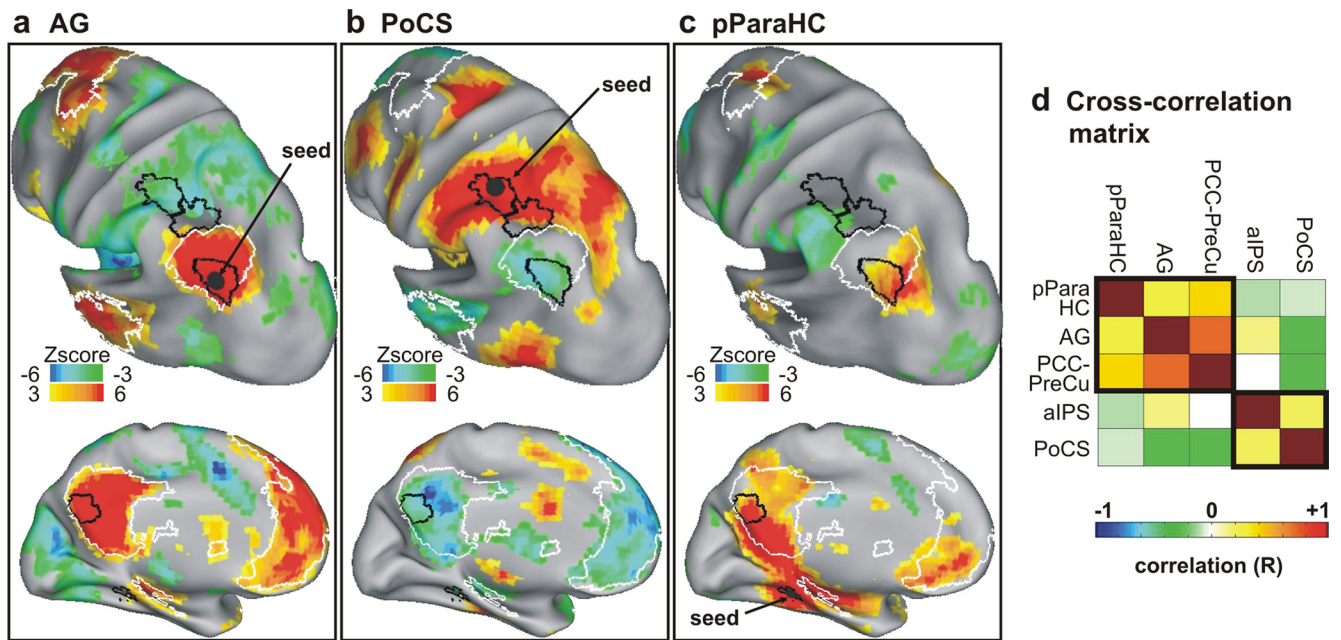 a AG
b PoCS
c pParaHC
seed
seed
Zscore
-6 -3
3 6
Zscore
-6 -3
3 6
Zscore
-6 -3
3 6
seed
d Cross-correlation
matrix
pParaHC
AG
PCC-PreCu
aIPS
PoCS
pPara
HC
AG
PCC-
PreCu
aIPS
PoCS
-1 0 +1
correlation (R)